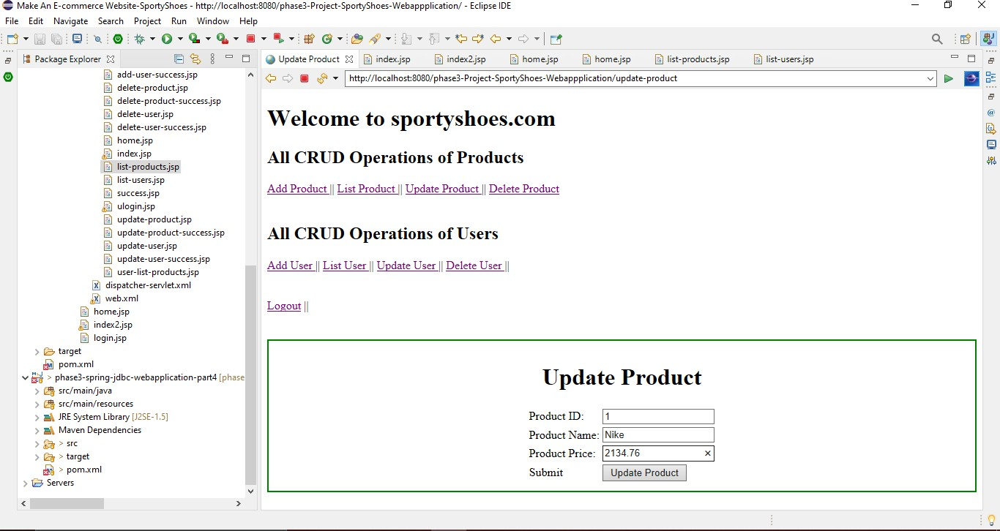 Make An E-commerce Website-SportyShoes - http://localhost:8080/phase3-Project-SportyShoes-Webappplication/ - Eclipse IDE
File Edit Navigate Search Project Run Window Help
Package Explorer
Update Product index.jsp index2.jsp home.jsp home.jsp list-products.jsp list-users.jsp
http://localhost:8080/phase3-Project-SportyShoes-Webappplication/update-product
add-user-success.jsp
delete-product.jsp
delete-product-success.jsp
delete-user.jsp
delete-user-success.jsp
home.jsp
index.jsp
list-products.jsp
list-users.jsp
success.jsp
ulogin.jsp
update-product.jsp
update-product-success.jsp
update-user.jsp
update-user-success.jsp
user-list-products.jsp
dispatcher-servlet.xml
web.xml
home.jsp
index2.jsp
login.jsp
target
pom.xml
> phase3-spring-jdbc-webapplication-part4 [phase
src/main/java
src/main/resources
JRE System Library [J2SE-1.5]
Maven Dependencies
> src
> target
> pom.xml
Servers
Welcome to sportyshoes.com
All CRUD Operations of Products
Add Product || List Product || Update Product || Delete Product
All CRUD Operations of Users
Add User || List User || Update User || Delete User ||
Logout ||
Update Product
Product ID: 1
Product Name: Nike
Product Price: 2134.76
Submit Update Product